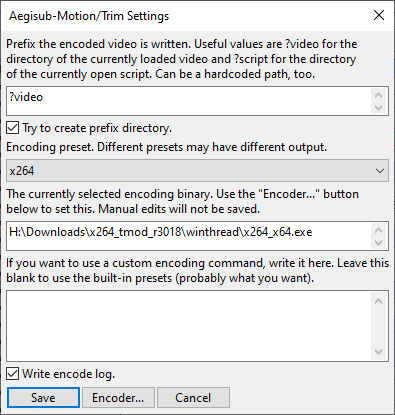 Aegisub-Motion/Trim Settings
Prefix the encoded video is written. Useful values are ?video for the
directory of the currently loaded video and ?script for the directory
of the currently open script. Can be a hardcoded path, too.
?video
Try to create prefix directory.
Encoding preset. Different presets may have different output.
x264
The currently selected encoding binary. Use the "Encoder..." button
below to set this. Manual edits will not be saved.
H:\Downloads\x264_tmod_r3018\winthread\x264_x64.exe
If you want to use a custom encoding command, write it here. Leave this
blank to use the built-in presets (probably what you want).
Write encode log.
Save Encoder... Cancel